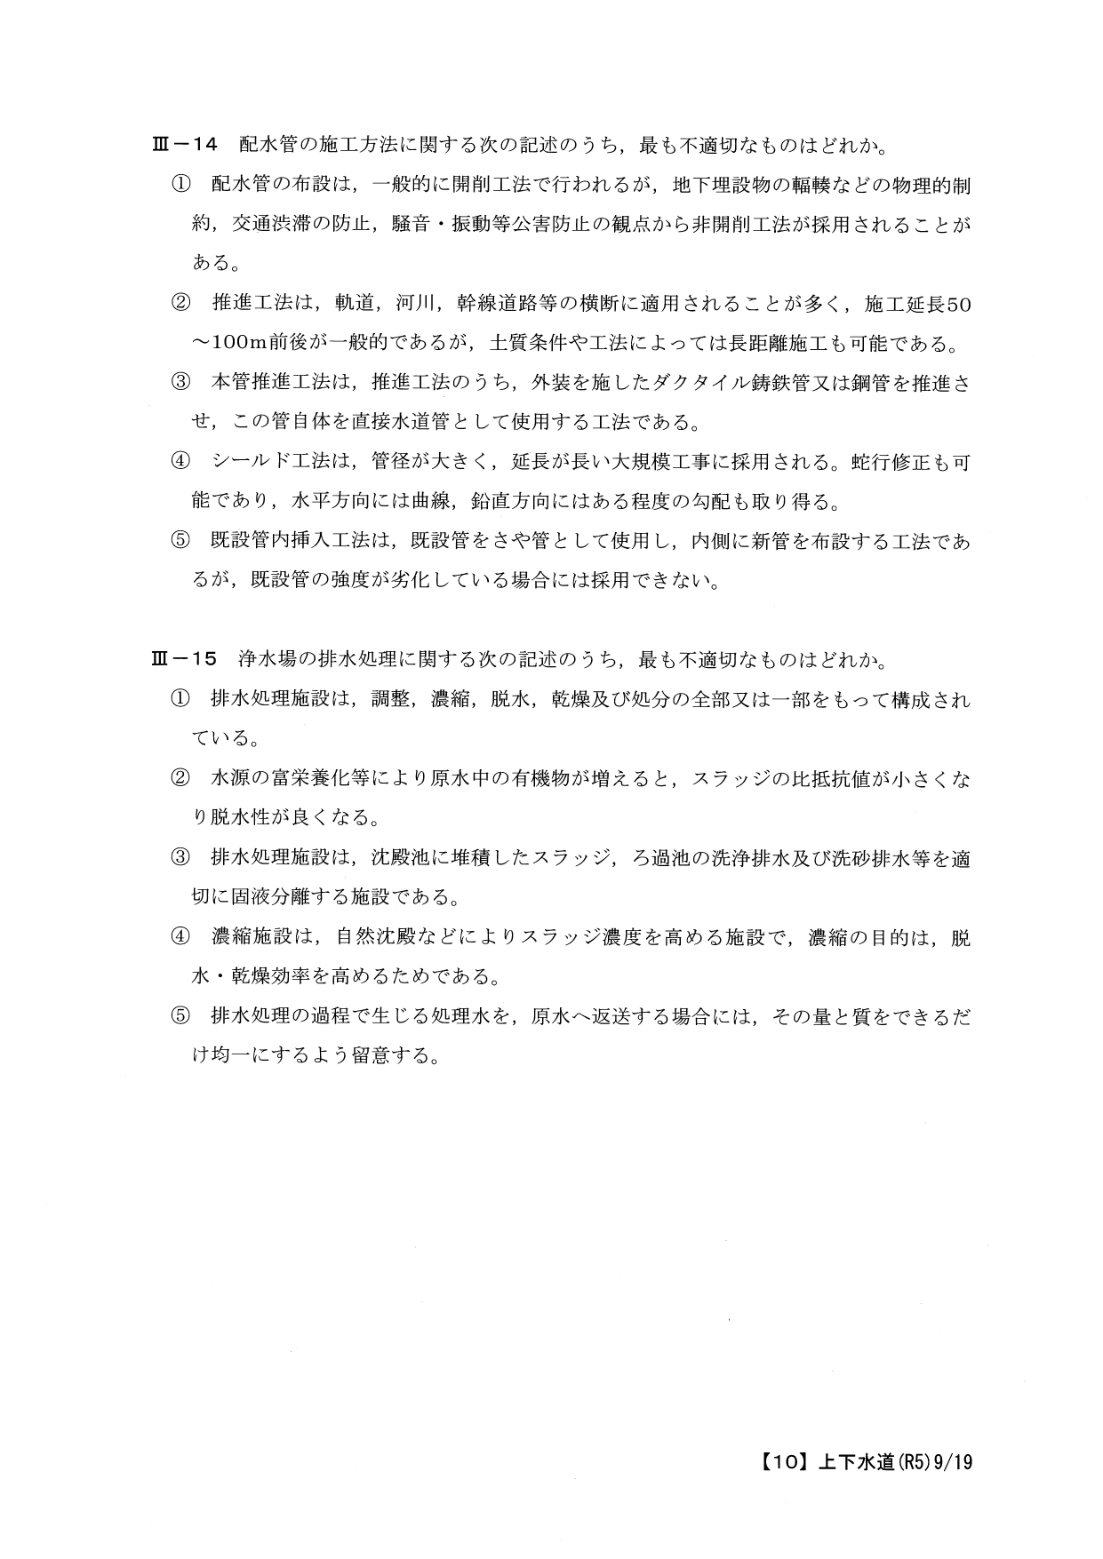 Ⅲ－14　配水管の施工方法に関する次の記述のうち，最も不適切なものはどれか。
①　配水管の布設は，一般的に開削工法で行われるが，地下埋設物の輻輳などの物理的制
約，交通渋滞の防止，騒音・振動等公害防止の観点から非開削工法が採用されることが
ある。
②　推進工法は，軌道，河川，幹線道路等の横断に適用されることが多く，施工延長50
～100m前後が一般的であるが，土質条件や工法によっては長距離施工も可能である。
③　本管推進工法は，推進工法のうち，外装を施したダクタイル鋳鉄管又は鋼管を推進さ
せ，この管自体を直接水道管として使用する工法である。
④　シールド工法は，管径が大きく，延長が長い大規模工事に採用される。蛇行修正も可
能であり，水平方向には曲線，鉛直方向にはある程度の勾配も取り得る。
⑤　既設管内挿入工法は，既設管をさや管として使用し，内側に新管を布設する工法であ
るが，既設管の強度が劣化している場合には採用できない。
Ⅲ－15　浄水場の排水処理に関する次の記述のうち，最も不適切なものはどれか。
①　排水処理施設は，調整，濃縮，脱水，乾燥及び処分の全部又は一部をもって構成され
ている。
②　水源の富栄養化等により原水中の有機物が増えると，スラッジの比抵抗値が小さくな
り脱水性が良くなる。
③　排水処理施設は，沈殿池に堆積したスラッジ，ろ過池の洗浄排水及び洗砂排水等を適
切に固液分離する施設である。
④　濃縮施設は，自然沈殿などによりスラッジ濃度を高める施設で，濃縮の目的は，脱
水・乾燥効率を高めるためである。
⑤　排水処理の過程で生じる処理水を，原水へ返送する場合には，その量と質をできるだ
け均一にするよう留意する。
【10】上下水道(R5)9/19